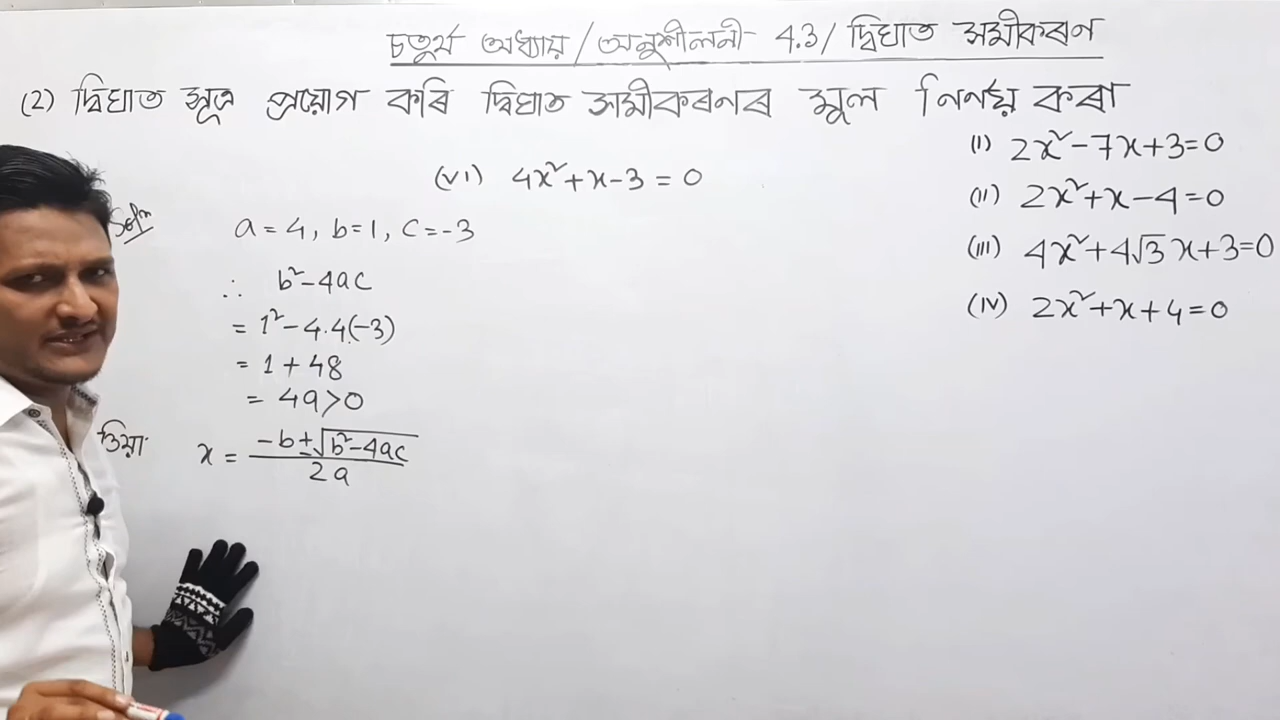 চতুৰ্থ অধ্যায় / অনুশীলনী- 4.3 / দ্বিঘাত সমীকৰণ
(2) দ্বিঘাত সূত্ৰ প্ৰয়োগ কৰি দ্বিঘাত সমীকৰণৰ মুল নিৰ্ণয় কৰা
(VI) 4x² + x - 3 = 0
(I) 2x² - 7x + 3 = 0
(II) 2x² + x - 4 = 0
(III) 4x² + 4√3 x + 3 = 0
(IV) 2x² + x + 4 = 0
Soln
a = 4, b = 1, c = -3
∴ b² - 4ac
= 1² - 4.4(-3)
= 1 + 48
= 49 > 0
x = (-b ± √(b² - 4ac)) / 2a